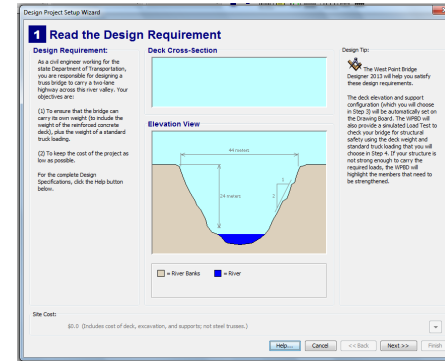 Design Project Setup Wizard
1 Read the Design Requirement
Design Requirement:
As a civil engineer working for the
state Department of Transportation,
you are responsible for designing a
truss bridge to carry a two-lane
highway across this river valley. Your
objectives are:
(1) To ensure that the bridge can
carry its own weight (to include the
weight of the reinforced concrete
deck), plus the weight of a standard
truck loading.
(2) To keep the cost of the project as
low as possible.
For the complete Design
Specifications, click the Help button
below.
Deck Cross-Section
Elevation View
44 meters
24 meters
1
2
= River Banks
= River
Design Tip:
The West Point Bridge
Designer 2013 will help you satisfy
these design requirements.
The deck elevation and support
configuration (which you will choose
in Step 3) will be automatically set on
the Drawing Board. The WPBD will
also provide a simulated Load Test to
check your bridge for structural
safety using the deck weight and
standard truck loading that you will
choose in Step 4. If your structure is
not strong enough to carry the
required loads, the WPBD will
highlight the members that need to
be strengthened.
Site Cost:
$0.0 (Includes cost of deck, excavation, and supports; not steel trusses.)
Help...
Cancel
<< Back
Next >>
Finish